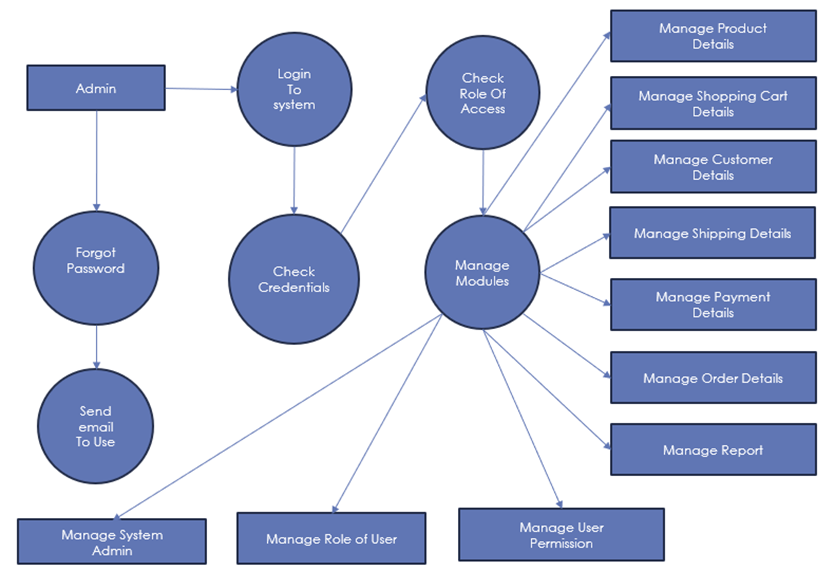 Admin
Login
To
system
Check
Role Of
Access
Manage Product
Details
Manage Shopping Cart
Details
Manage Customer
Details
Forgot
Password
Check
Credentials
Manage
Modules
Manage Shipping Details
Manage Payment
Details
Manage Order Details
Send
email
To Use
Manage Report
Manage System
Admin
Manage Role of User
Manage User
Permission